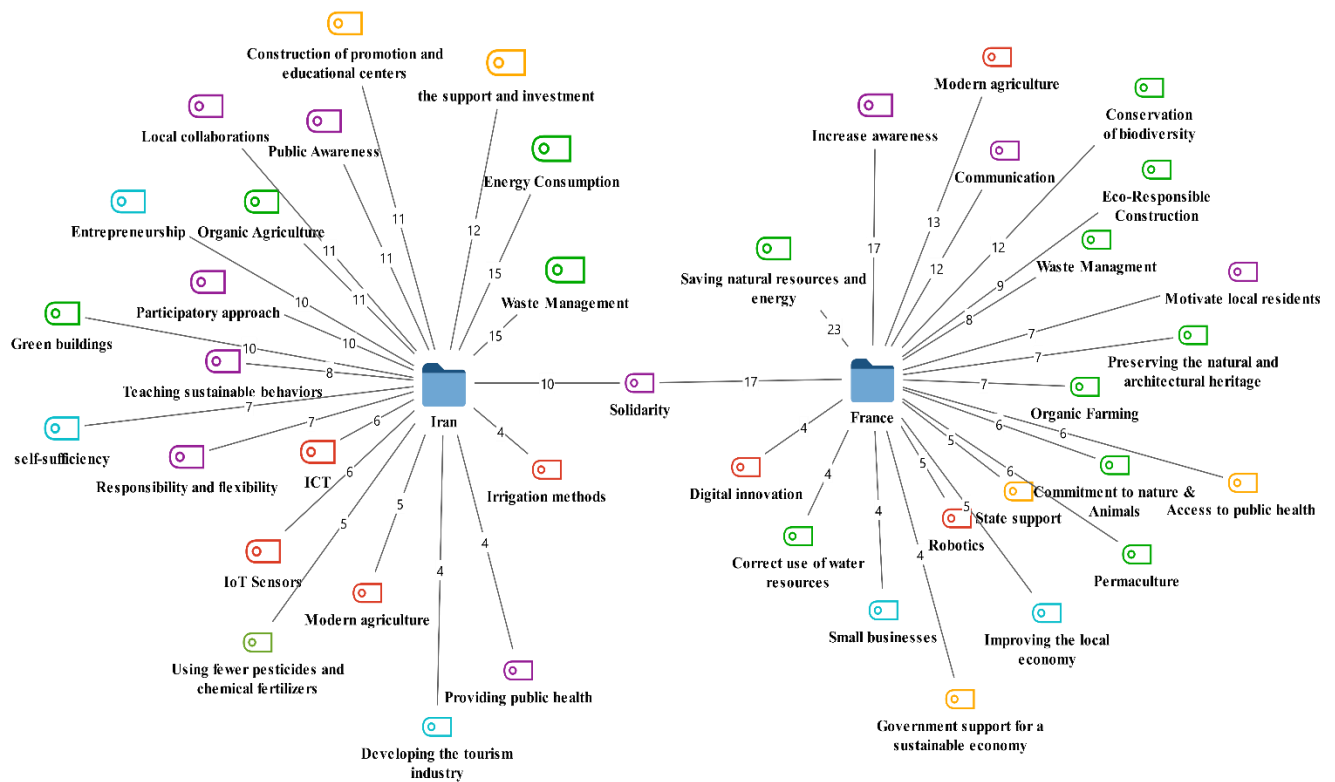 Construction of promotion and
educational centers
the support and investment
Local collaborations
Public Awareness
Energy Consumption
Entrepreneurship
Organic Agriculture
11
11
11
12
15
11
10
Waste Management
Participatory approach
Green buildings
10
10
15
Teaching sustainable behaviors
8
7
self-sufficiency
Responsibility and flexibility
7
6
ICT
Iran
10
Solidarity
17
4
Irrigation methods
6
IoT Sensors
5
5
Modern agriculture
4
4
Using fewer pesticides and
chemical fertilizers
Providing public health
Developing the tourism
industry
Modern agriculture
Increase awareness
Conservation
of biodiversity
Communication
Eco-Responsible
Construction
17
13
12
12
Waste Managment
Saving natural resources and
energy
9
8
Motivate local residents
23
7
7
Preserving the natural and
architectural heritage
7
Organic Farming
France
6
6
4
Digital innovation
5
5
6
Commitment to nature &
Animals
Access to public health
State support
Robotics
4
Correct use of water
resources
5
4
4
Permaculture
Small businesses
Improving the local
economy
Government support for a
sustainable economy